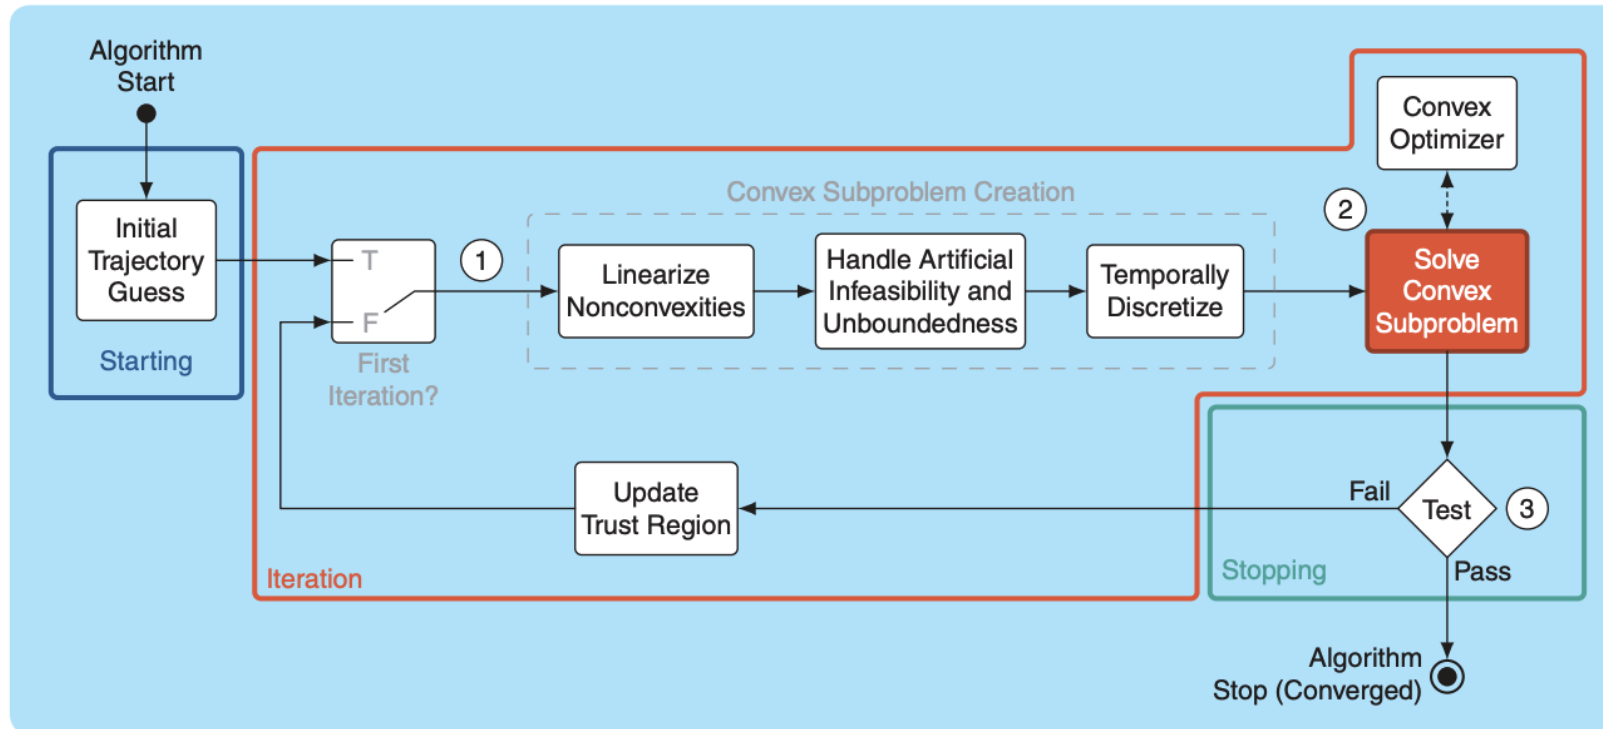 Algorithm
Start
Initial
Trajectory
Guess
Starting
T
F
First
Iteration?
1
Convex Subproblem Creation
Linearize
Nonconvexities
Handle Artificial
Infeasibility and
Unboundedness
Temporally
Discretize
2
Convex
Optimizer
Solve
Convex
Subproblem
Update
Trust Region
Iteration
Fail
Test
3
Stopping
Pass
Algorithm
Stop (Converged)